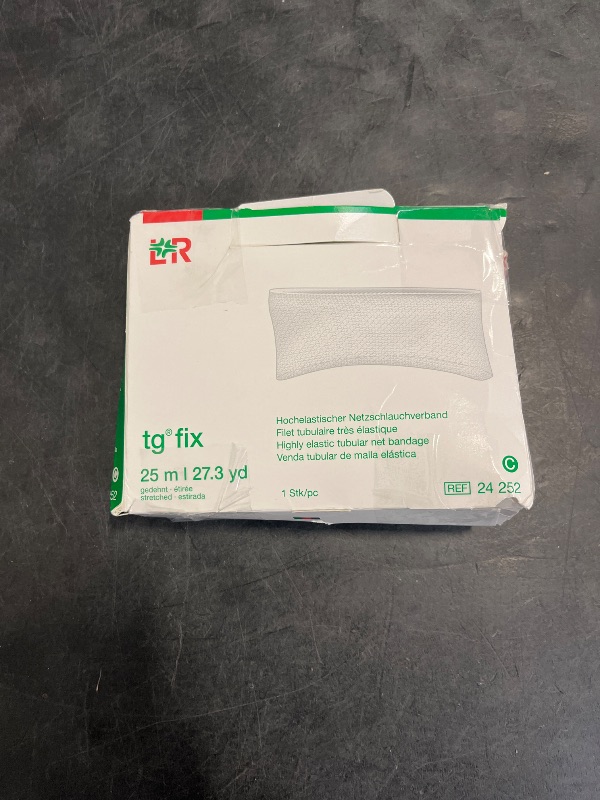 L&R
tg® fix
25 m | 27.3 yd
gedehnt · étirée
stretched · estirada
Hochelastischer Netzschlauchverband
Filet tubulaire très élastique
Highly elastic tubular net bandage
Venda tubular de malla elástica
1 Stk/pc
C
REF 24 252
C
52